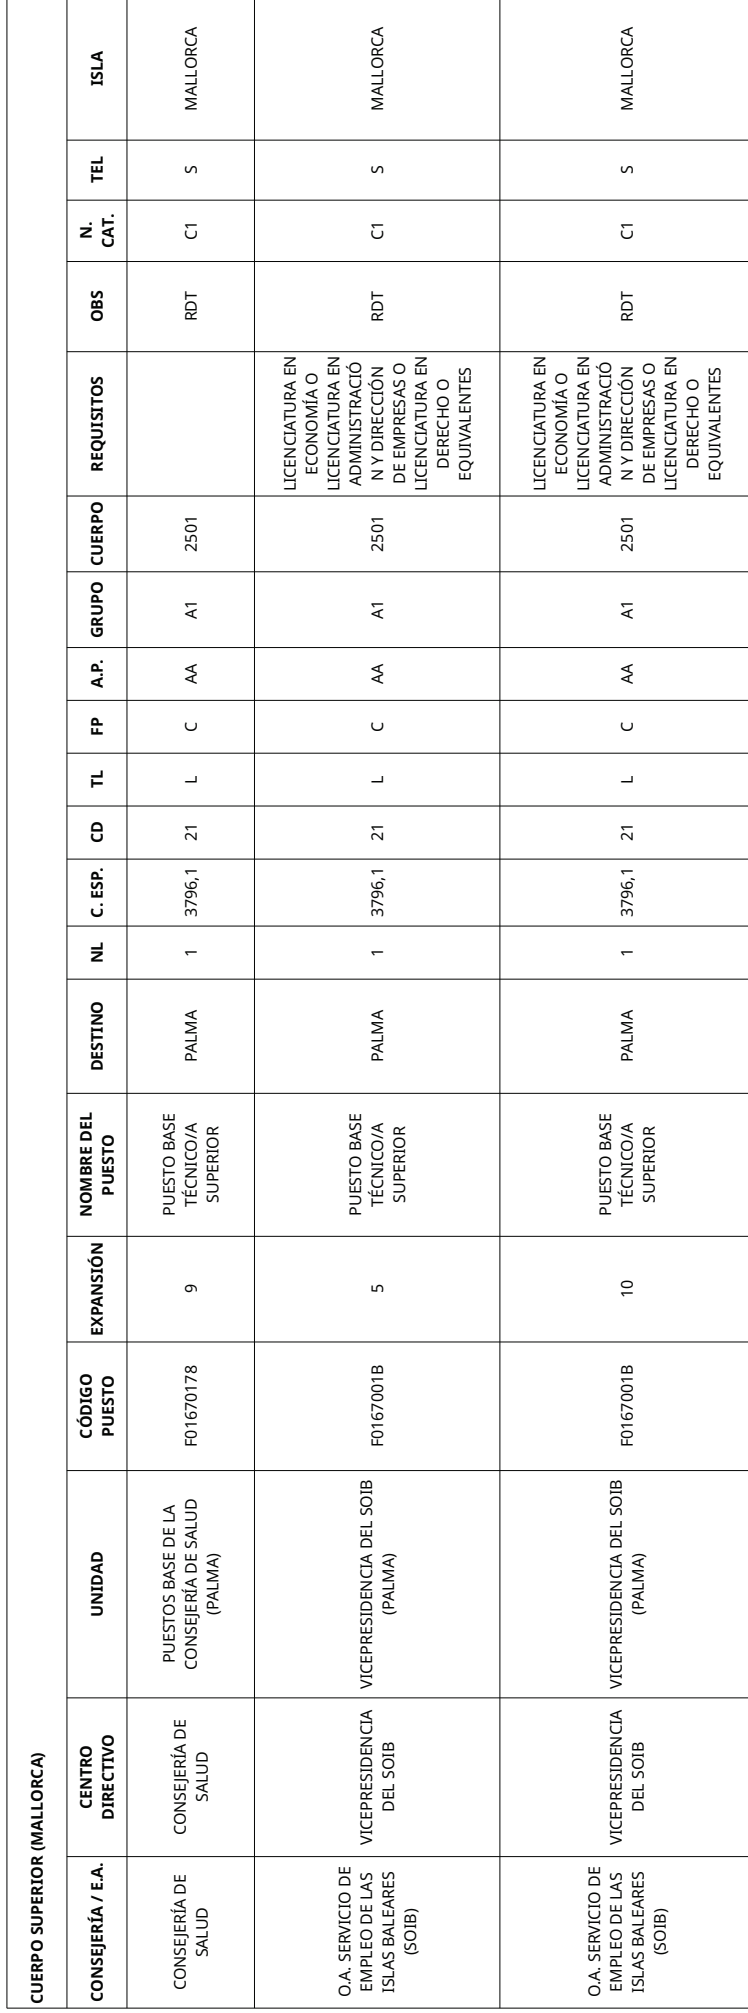 CUERPO SUPERIOR (MALLORCA)
CONSEJERÍA / E.A.
CENTRO
DIRECTIVO
UNIDAD
CÓDIGO
PUESTO
EXPANSIÓN
NOMBRE DEL
PUESTO
DESTINO
NL
C. ESP.
CD
TL
FP
A.P.
GRUPO
CUERPO
REQUISITOS
OBS
N.
CAT.
TEL
ISLA
CONSEJERÍA DE
SALUD
CONSEJERÍA DE
SALUD
PUESTOS BASE DE LA
CONSEJERÍA DE SALUD
(PALMA)
F01670178
9
PUESTO BASE
TÉCNICO/A
SUPERIOR
PALMA
1
3796,1
21
L
C
AA
A1
2501
RDT
C1
S
MALLORCA
O.A. SERVICIO DE
EMPLEO DE LAS
ISLAS BALEARES
(SOIB)
VICEPRESIDENCIA
DEL SOIB
VICEPRESIDENCIA DEL SOIB
(PALMA)
F0167001B
5
PUESTO BASE
TÉCNICO/A
SUPERIOR
PALMA
1
3796,1
21
L
C
AA
A1
2501
LICENCIATURA EN
ECONOMÍA O
LICENCIATURA EN
ADMINISTRACIÓ
N Y DIRECCIÓN
DE EMPRESAS O
LICENCIATURA EN
DERECHO O
EQUIVALENTES
RDT
C1
S
MALLORCA
O.A. SERVICIO DE
EMPLEO DE LAS
ISLAS BALEARES
(SOIB)
VICEPRESIDENCIA
DEL SOIB
VICEPRESIDENCIA DEL SOIB
(PALMA)
F0167001B
10
PUESTO BASE
TÉCNICO/A
SUPERIOR
PALMA
1
3796,1
21
L
C
AA
A1
2501
LICENCIATURA EN
ECONOMÍA O
LICENCIATURA EN
ADMINISTRACIÓ
N Y DIRECCIÓN
DE EMPRESAS O
LICENCIATURA EN
DERECHO O
EQUIVALENTES
RDT
C1
S
MALLORCA